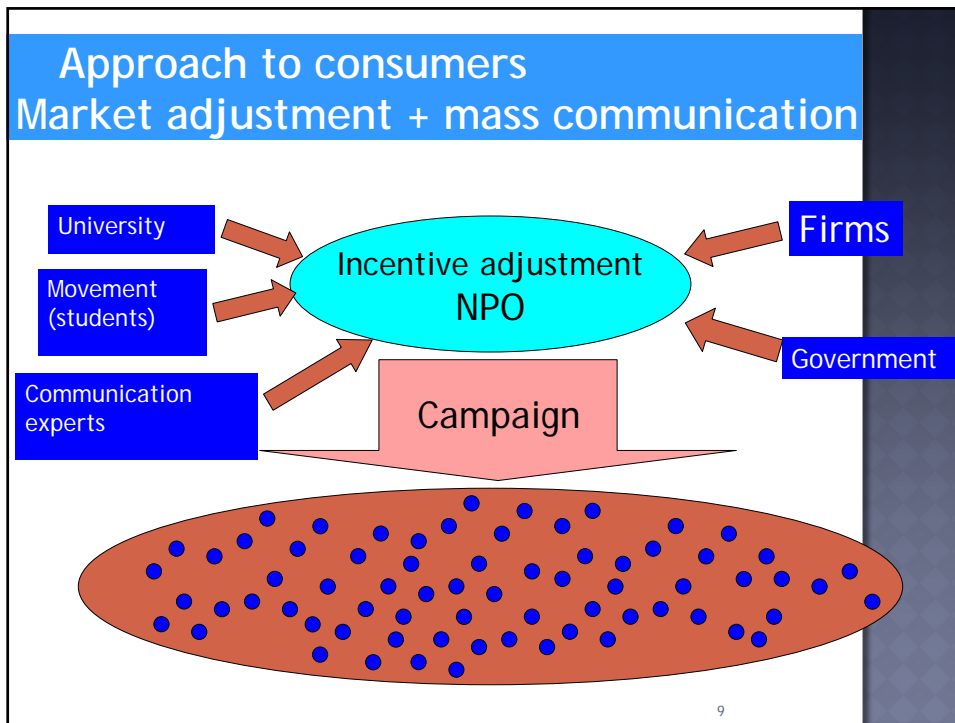 Approach to consumers
Market adjustment + mass communication
University
Movement
(students)
Communication
experts
Incentive adjustment
NPO
Firms
Government
Campaign
9